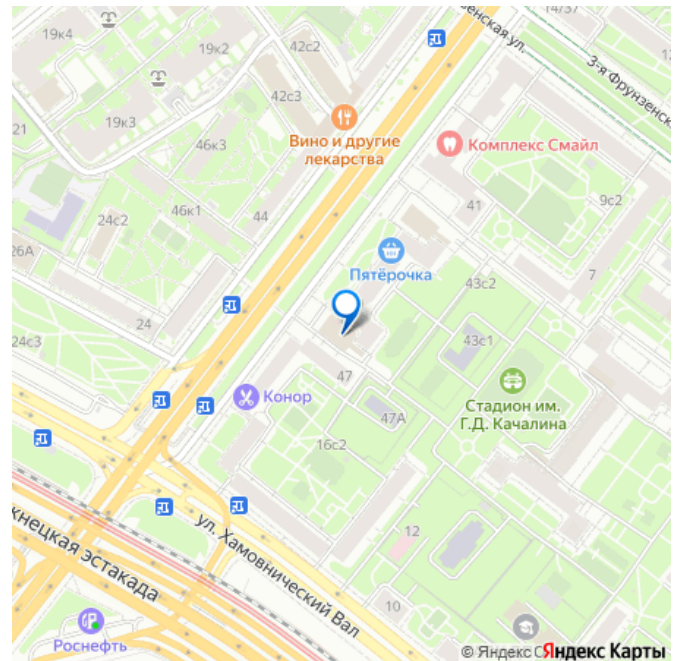 14/37
19к4
19к2
42с2
енская ул.
3-я Фрунзенска
42с3
21
19к3
Вино и другие
лекарства
46к3
Комплекс Смайл
9с2
46к1
41
24с2
44
26А
Пятёрочка
43с2
7
24
43с1
24с3
47
Конор
Стадион им.
Г.Д. Качалина
47А
16с2
жнецкая эстакада
ул. Хамовнический Вал
12
10
Роснефть
© Яндекс С
Яндекс Карты